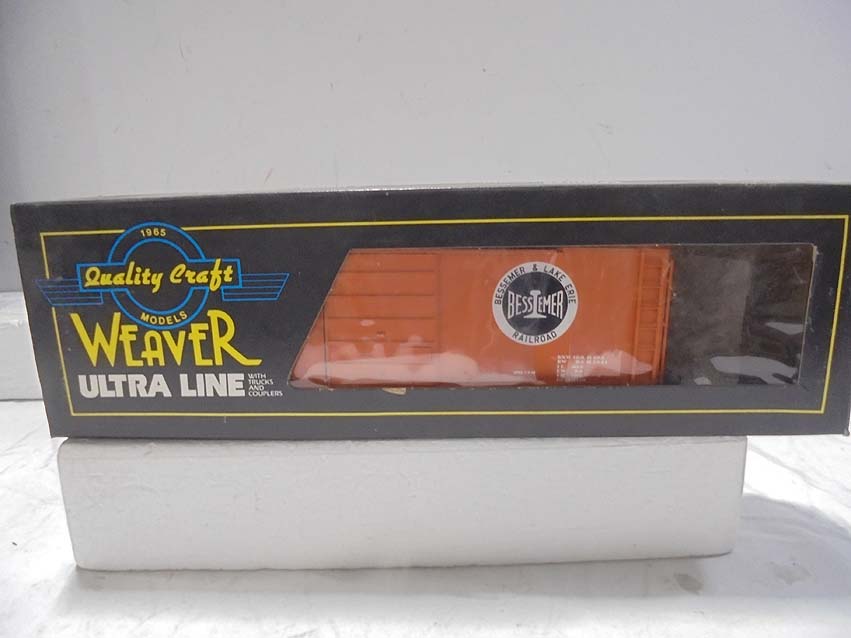 1965
Quality Craft
MODELS
WEAVER
ULTRA LINE
WITH
TRUCKS
AND
COUPLERS
BESSEMER & LAKE ERIE
BESSEMER
RAILROAD